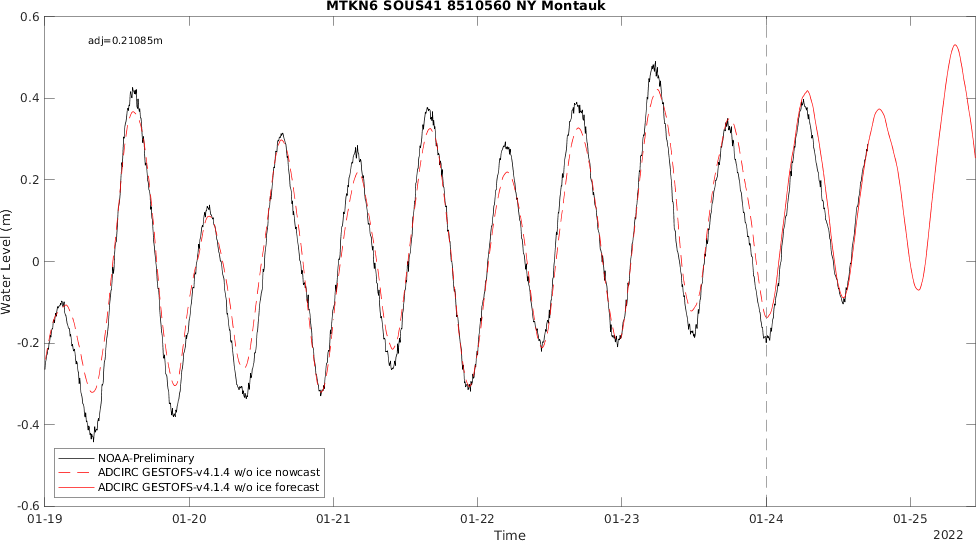 MTKN6 SOUS41 8510560 NY Montauk
adj=0.21085m
Water Level (m)
0.6
0.4
0.2
0
-0.2
-0.4
-0.6
NOAA-Preliminary
ADCIRC GESTOFS-v4.1.4 w/o ice nowcast
ADCIRC GESTOFS-v4.1.4 w/o ice forecast
01-19 01-20 01-21 01-22 01-23 01-24 01-25
Time
2022